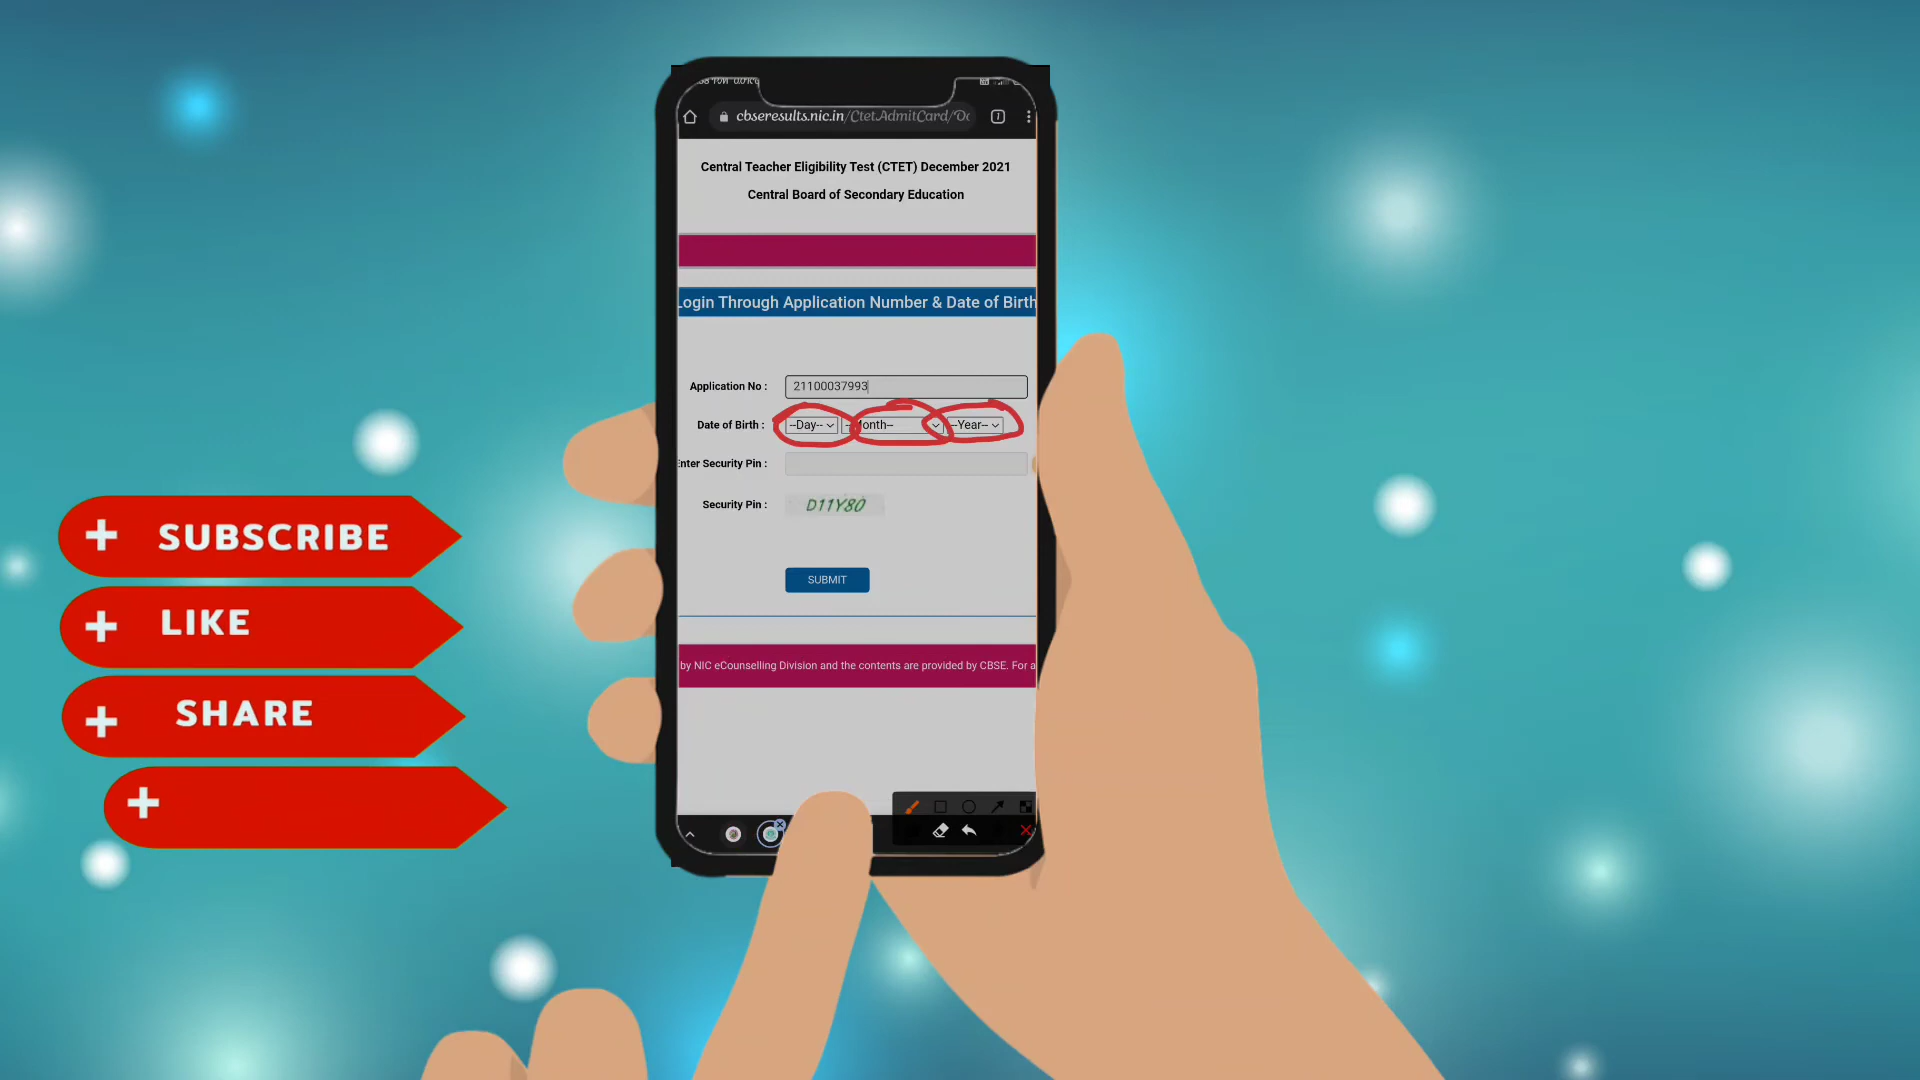 cbseresults.nic.in/CtetAdmitCard/
Central Teacher Eligibility Test (CTET) December 2021
Central Board of Secondary Education
Login Through Application Number & Date of Birth
Application No : 21100037993
Date of Birth : --Day-- --Month-- --Year--
Enter Security Pin :
Security Pin : D11Y80
SUBMIT
by NIC eCounselling Division and the contents are provided by CBSE. For a
SUBSCRIBE
LIKE
SHARE